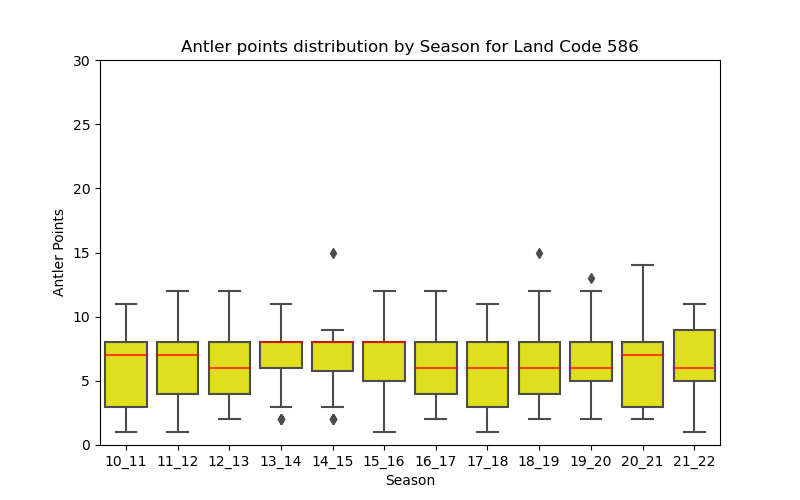 Antler points distribution by Season for Land Code 586
30
25
20
15
10
5
0
Antler Points
10_11 11_12 12_13 13_14 14_15 15_16 16_17 17_18 18_19 19_20 20_21 21_22
Season